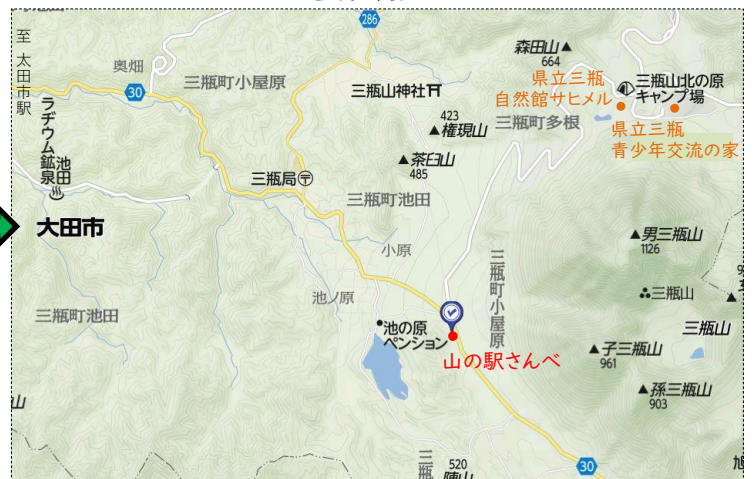 至 太田市駅
奥畑
286
森田山
664
30
三瓶町小屋原
三瓶山神社
県立三瓶
自然館サヒメル
三瓶山北の原
キャンプ場
県立三瓶
青少年交流の家
423
権現山
三瓶町多根
茶臼山
485
ラヂウム鉱泉
池田
三瓶局
三瓶町池田
大田市
小原
男三瓶山
1126
三瓶町小屋原
池ノ原
三瓶山
三瓶町池田
池の原
ペンション
山の駅さんべ
三瓶山
子三瓶山
961
孫三瓶山
903
山
三瓶
520
30
旭